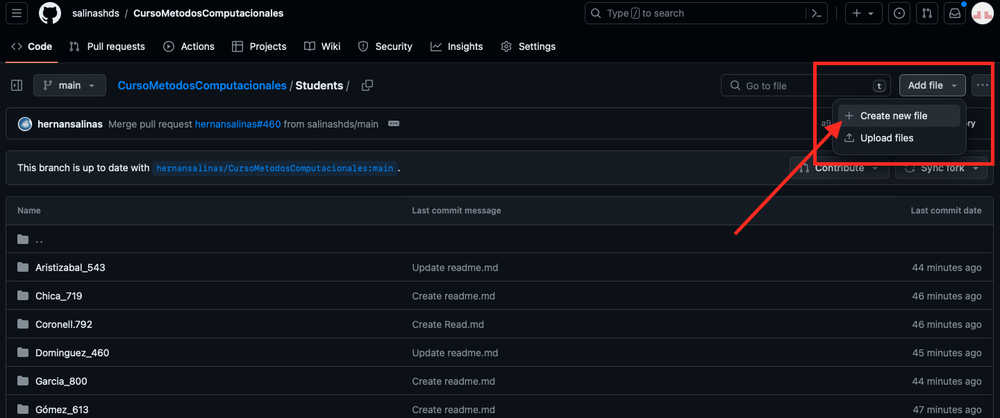 salinashds / CursoMetodosComputacionales
Type / to search
Code Pull requests Actions Projects Wiki Security Insights Settings
main CursoMetodosComputacionales / Students /
Go to file t Add file
Create new file
Upload files
hernansalinas Merge pull request hernansalinas#460 from salinashds/main
This branch is up to date with hernansalinas/CursoMetodosComputacionales:main .
Contribute Sync fork
Name Last commit message Last commit date
..
Aristizabal_543 Update readme.md 44 minutes ago
Chica_719 Create readme.md 46 minutes ago
Coronell.792 Create Read.md 46 minutes ago
Dominguez_460 Update readme.md 45 minutes ago
Garcia_800 Create readme.md 44 minutes ago
Gómez_613 Create readme.md 47 minutes ago